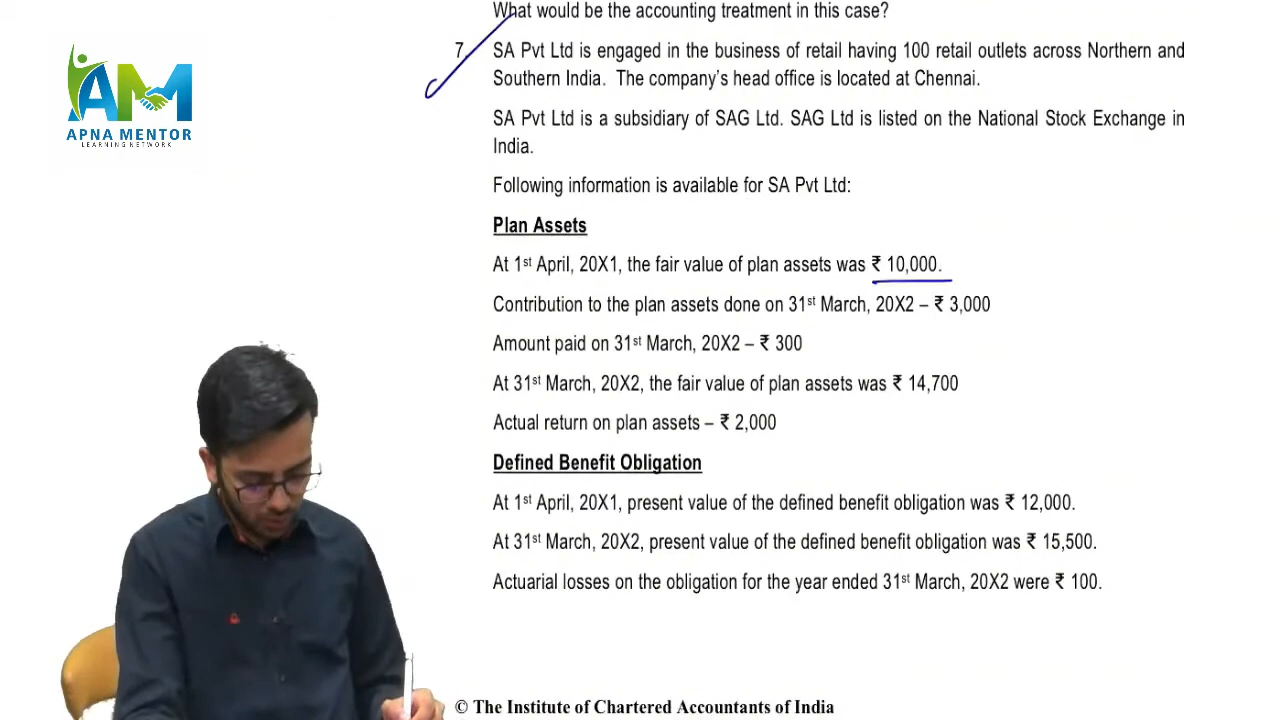 What would be the accounting treatment in this case?
7. SA Pvt Ltd is engaged in the business of retail having 100 retail outlets across Northern and
Southern India. The company's head office is located at Chennai.
AM
APNA MENTOR
LEARNING NETWORK
SA Pvt Ltd is a subsidiary of SAG Ltd. SAG Ltd is listed on the National Stock Exchange in
India.
Following information is available for SA Pvt Ltd:
Plan Assets
At 1st April, 20X1, the fair value of plan assets was ₹ 10,000.
Contribution to the plan assets done on 31st March, 20X2 – ₹ 3,000
Amount paid on 31st March, 20X2 – ₹ 300
At 31st March, 20X2, the fair value of plan assets was ₹ 14,700
Actual return on plan assets – ₹ 2,000
Defined Benefit Obligation
At 1st April, 20X1, present value of the defined benefit obligation was ₹ 12,000.
At 31st March, 20X2, present value of the defined benefit obligation was ₹ 15,500.
Actuarial losses on the obligation for the year ended 31st March, 20X2 were ₹ 100.
© The Institute of Chartered Accountants of India